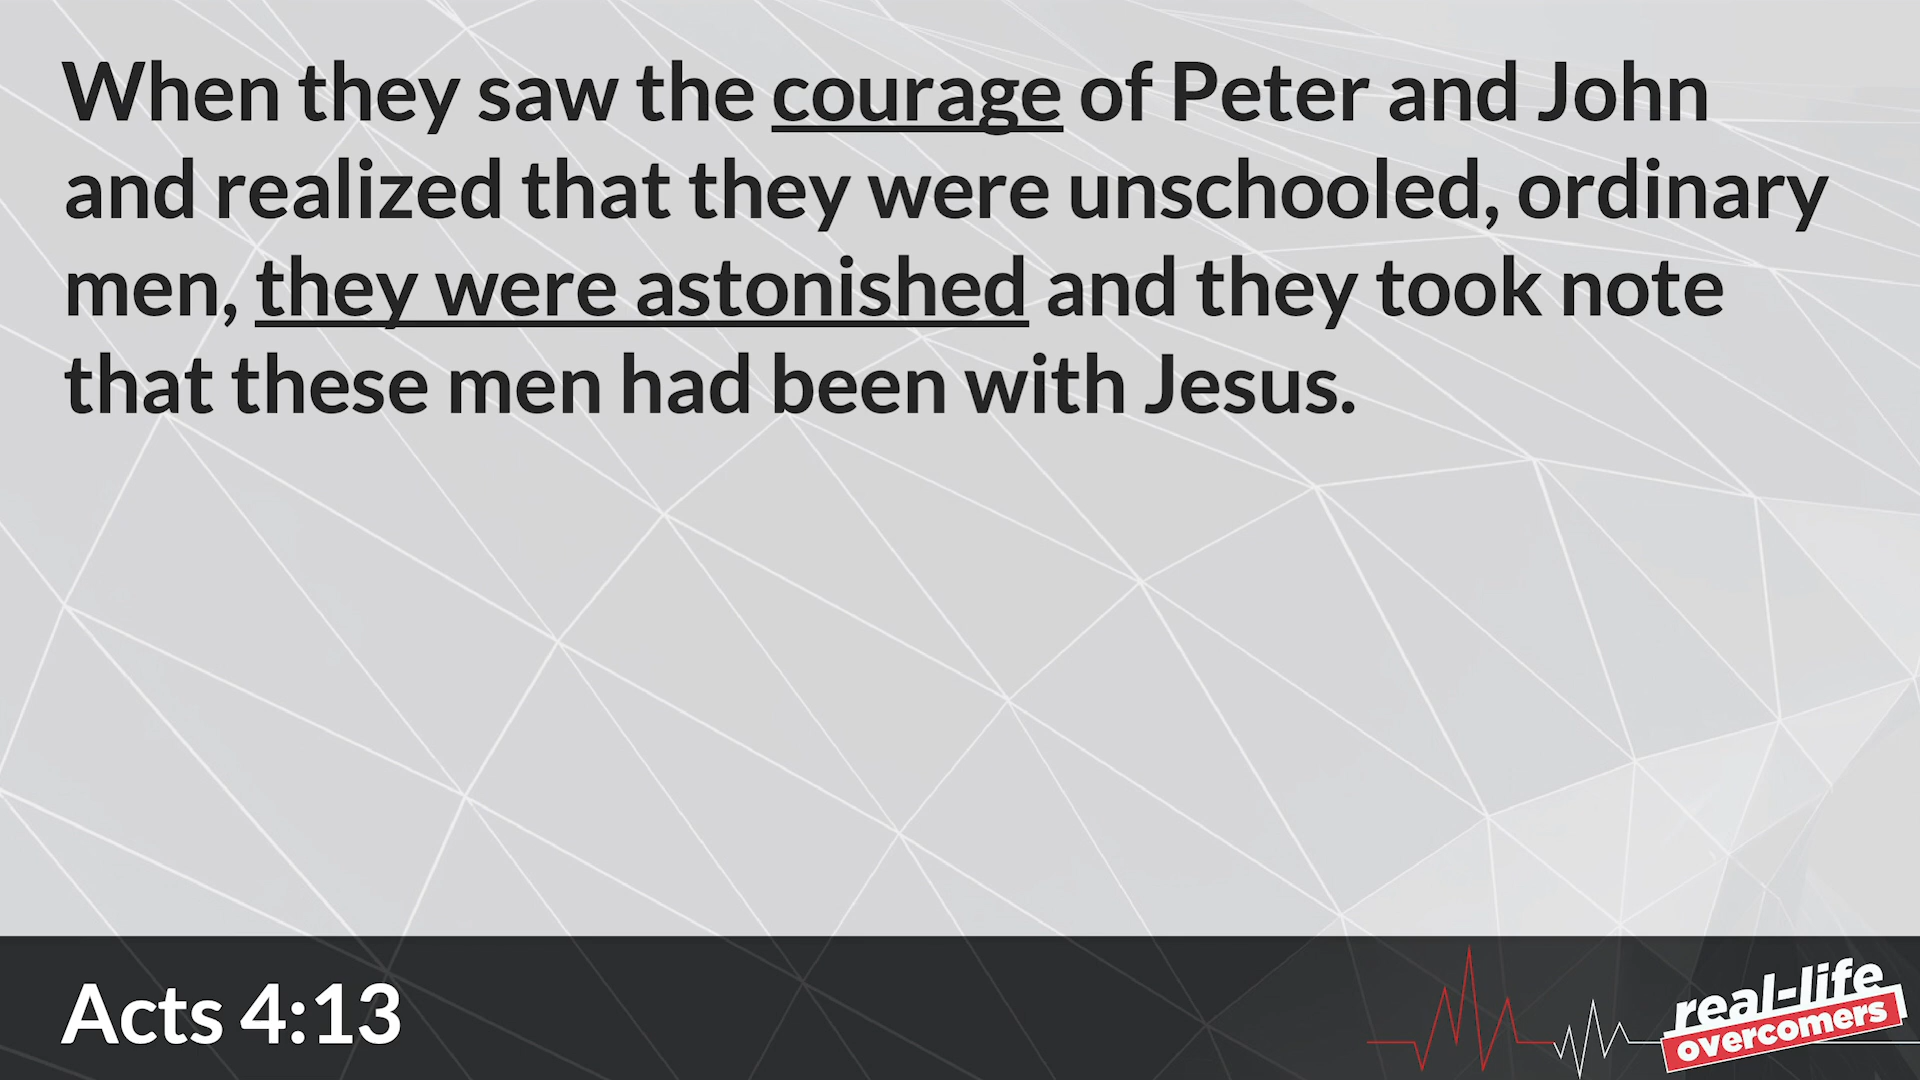 When they saw the courage of Peter and John
and realized that they were unschooled, ordinary
men, they were astonished and they took note
that these men had been with Jesus.
Acts 4:13
real-life
overcomers